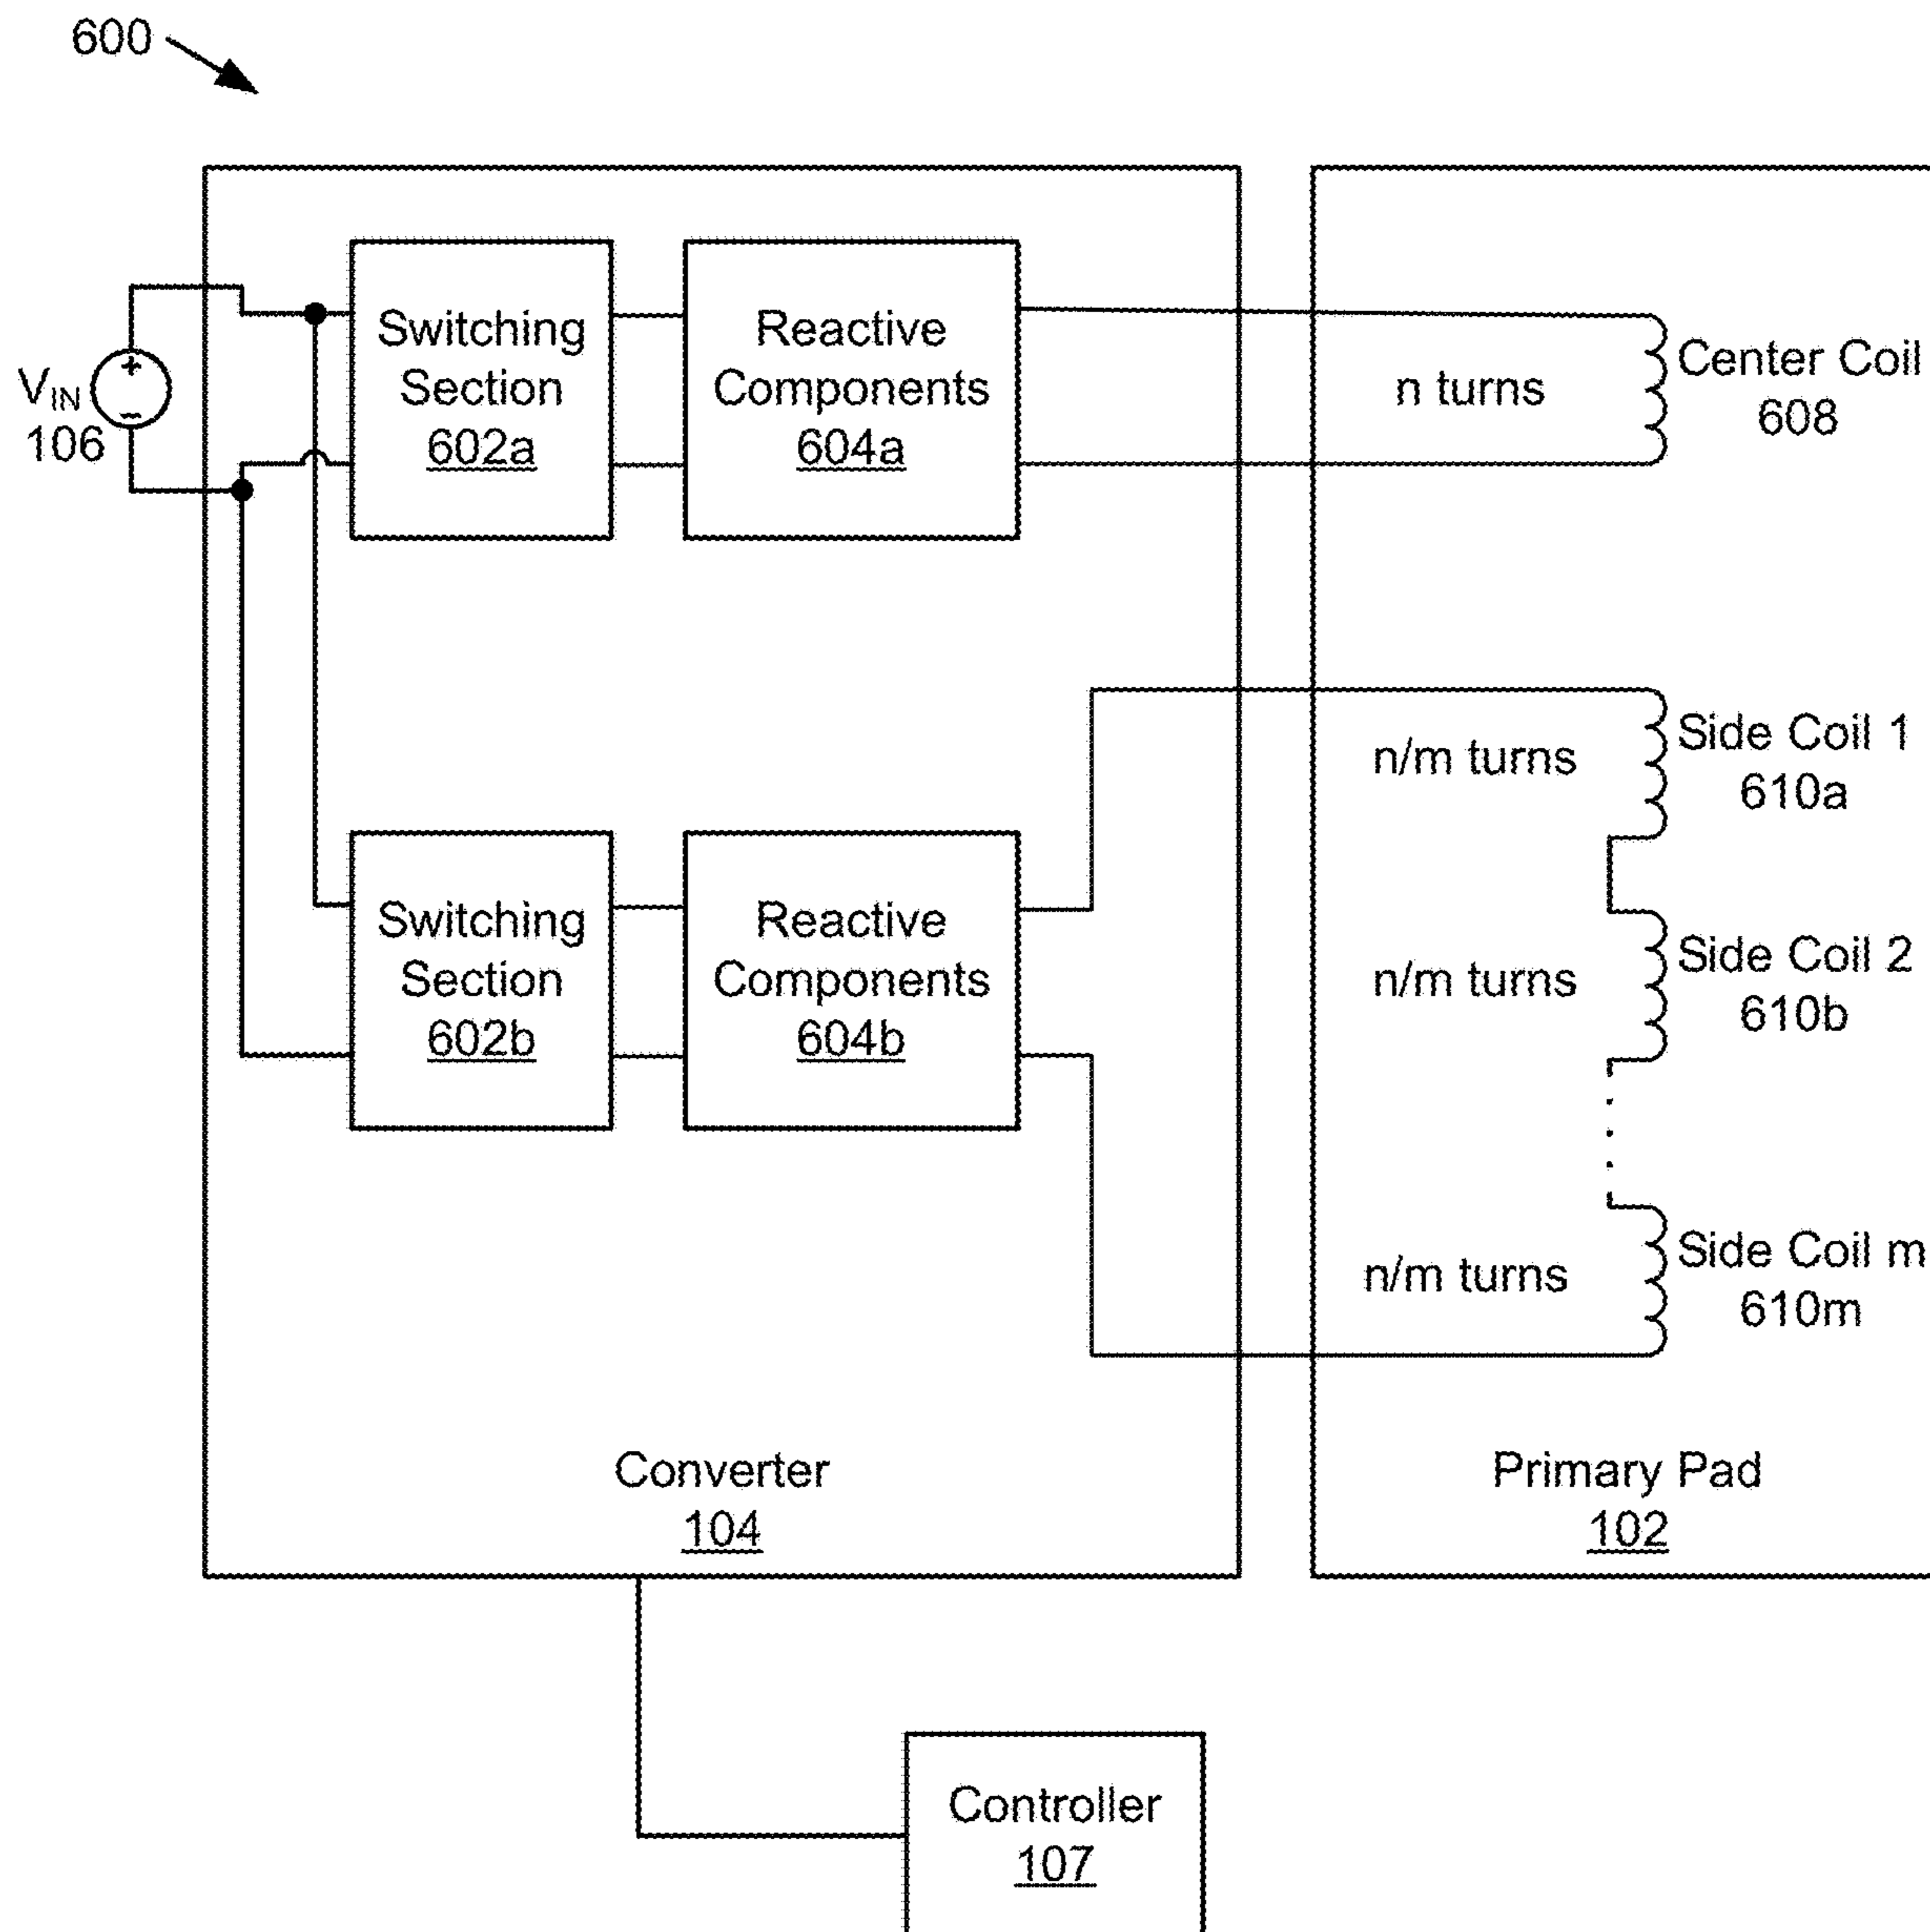 600
Switching
Section
602a
Reactive
Components
604a
n turns
Center Coil
608
+
VIN
106
–
n/m turns
Side Coil 1
610a
Switching
Section
602b
Reactive
Components
604b
n/m turns
Side Coil 2
610b
n/m turns
Side Coil m
610m
Converter
104
Primary Pad
102
Controller
107